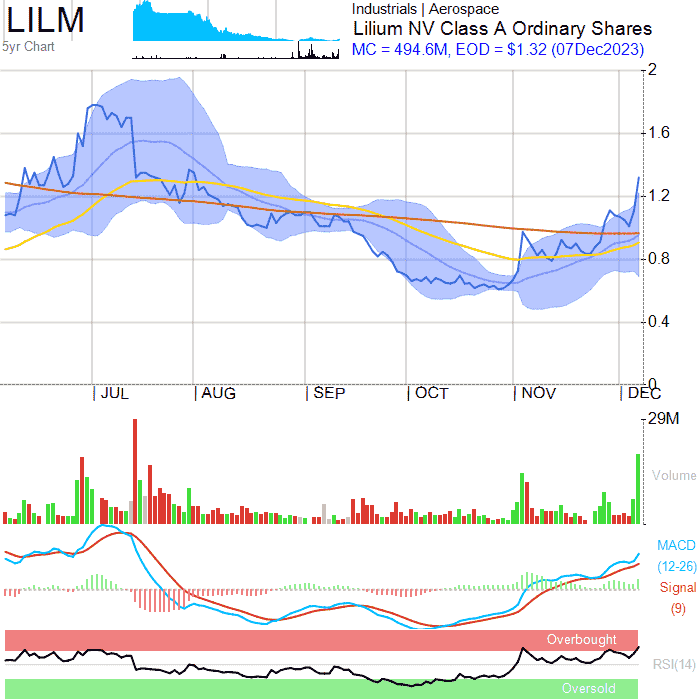 LILM
5yr Chart
Industrials | Aerospace
Lilium NV Class A Ordinary Shares
MC = 494.6M, EOD = $1.32 (07Dec2023)
2
1.6
1.2
0.8
0.4
0
| JUL | AUG | SEP | OCT | NOV | DEC
29M
Volume
MACD
(12-26)
Signal
(9)
Overbought
RSI(14)
Oversold